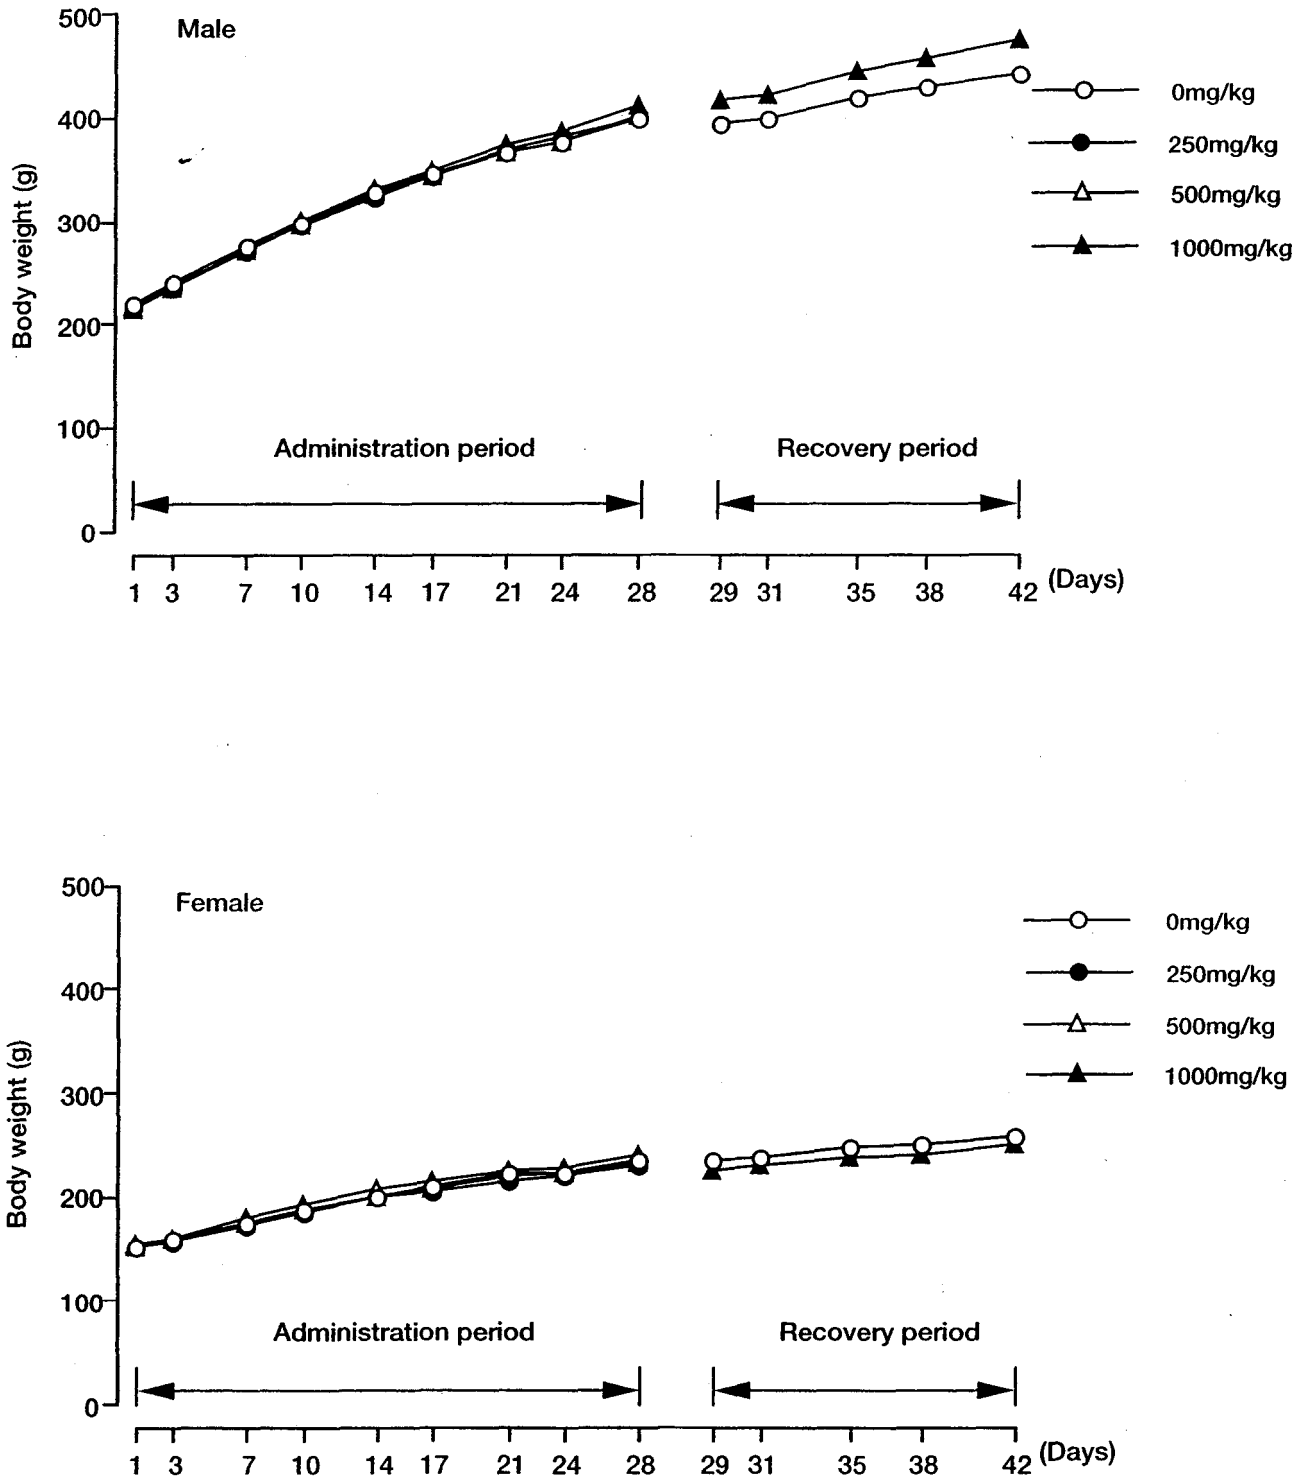 Male
500
400
300
200
100
0
Body weight (g)
0mg/kg
250mg/kg
500mg/kg
1000mg/kg
Administration period
Recovery period
1 3 7 10 14 17 21 24 28 29 31 35 38 42 (Days)
Female
500
400
300
200
100
0
Body weight (g)
0mg/kg
250mg/kg
500mg/kg
1000mg/kg
Administration period
Recovery period
1 3 7 10 14 17 21 24 28 29 31 35 38 42 (Days)